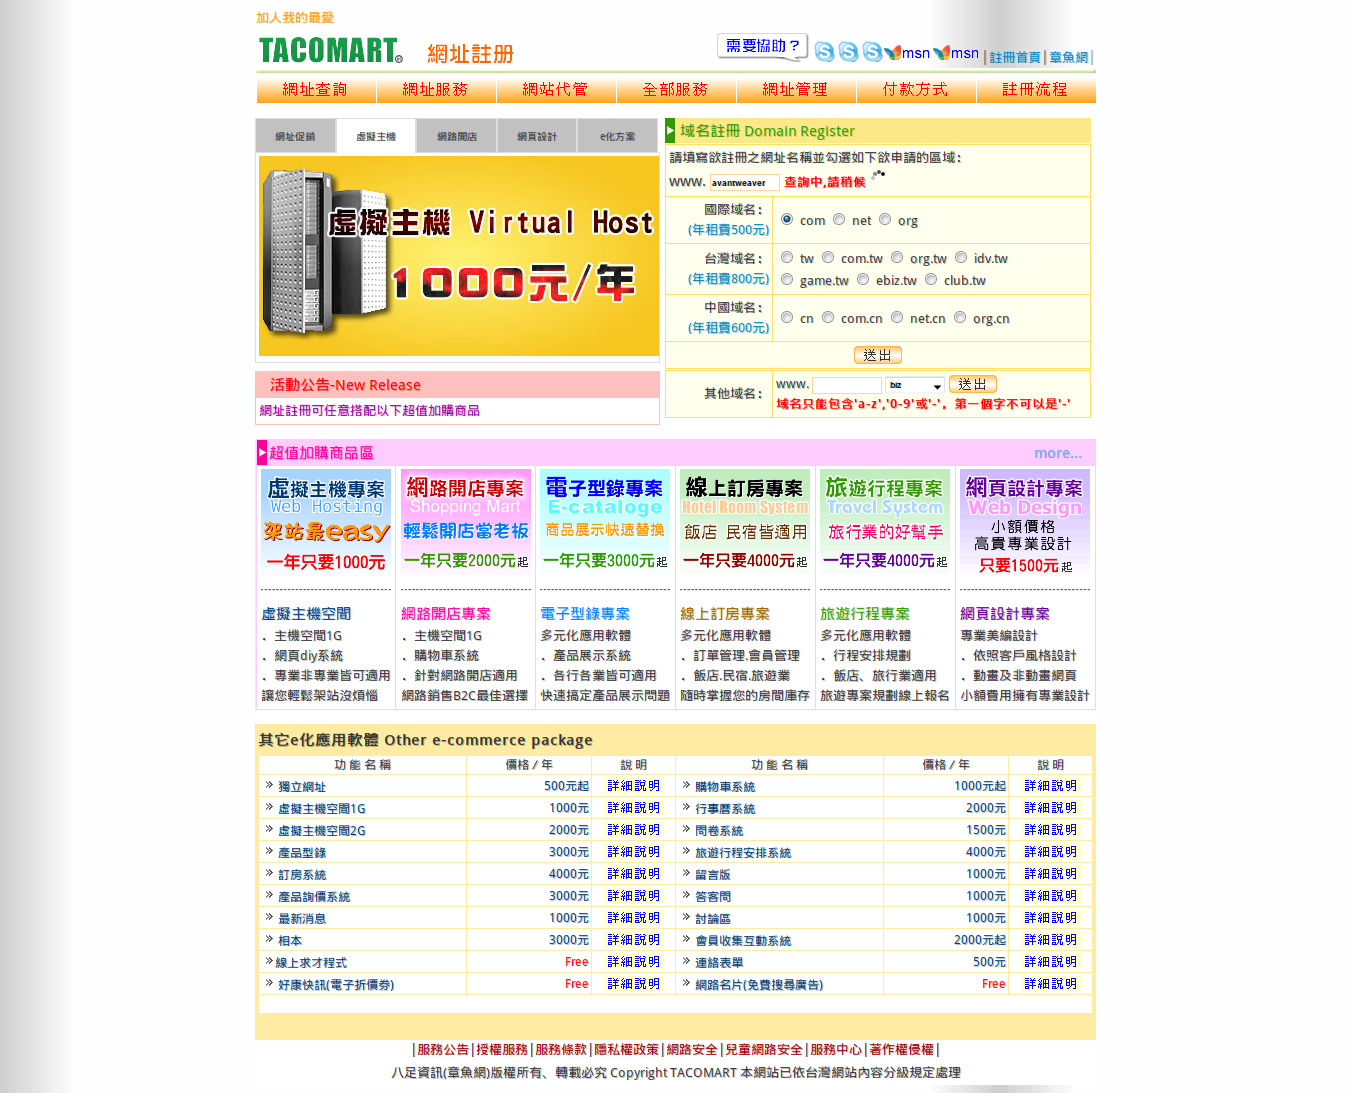 加人我的最愛
TACOMART® 網址註册
需要協助？ msn msn |註冊首頁|章魚網|
網址查詢 網址服務 網站代管 全部服務 網址管理 付款方式 註冊流程
網址促銷 虛擬主機 網路開店 網頁設計 e化方案
虛擬主機 Virtual Host
1000元/年
活動公告-New Release
網址註冊可任意搭配以下超值加購商品
域名註冊 Domain Register
請填寫欲註冊之網址名稱並勾選如下欲申請的區域：
www. avantweaver 查詢中,請稍候
國際域名：
(年租費500元)
com net org
台灣域名：
(年租費800元)
tw com.tw org.tw idv.tw
game.tw ebiz.tw club.tw
中國域名：
(年租費600元)
cn com.cn net.cn org.cn
送出
其他域名：
www. biz 送出
域名只能包含'a-z','0-9'或'-'，第一個字不可以是'-'
超值加購商品區 more...
虛擬主機專案
Web Hosting
架站最easy
一年只要1000元
網路開店專案
Shopping Mart
輕鬆開店當老板
一年只要2000元起
電子型錄專案
E-cataloge
商品展示快速替換
一年只要3000元起
線上訂房專案
Hotel Room System
飯店 民宿皆適用
一年只要4000元起
旅遊行程專案
Travel System
旅行業的好幫手
一年只要4000元起
網頁設計專案
Web Design
小額價格
高貴專業設計
只要1500元起
虛擬主機空間
．主機空間1G
．網頁diy系統
．專業非專業皆可適用
讓您輕鬆架站沒煩惱
網路開店專案
．主機空間1G
．購物車系統
．針對網路開店適用
網路銷售B2C最佳選擇
電子型錄專案
多元化應用軟體
．產品展示系統
．各行各業皆可適用
快速搞定產品展示問題
線上訂房專案
多元化應用軟體
．訂單管理.會員管理
．飯店.民宿.旅遊業
隨時掌握您的房間庫存
旅遊行程專案
多元化應用軟體
．行程安排規劃
．飯店、旅行業適用
旅遊專案規劃線上報名
網頁設計專案
專業美編設計
．依照客戶風格設計
．動畫及非動畫網頁
小額費用擁有專業設計
其它e化應用軟體 Other e-commerce package
功 能 名 稱 價格 / 年 說 明 功 能 名 稱 價格 / 年 說 明
獨立網址 500元起 詳細說明 購物車系統 1000元起 詳細說明
虛擬主機空間1G 1000元 詳細說明 行事曆系統 2000元 詳細說明
虛擬主機空間2G 2000元 詳細說明 問卷系統 1500元 詳細說明
產品型錄 3000元 詳細說明 旅遊行程安排系統 4000元 詳細說明
訂房系統 4000元 詳細說明 留言版 1000元 詳細說明
產品詢價系統 3000元 詳細說明 答客問 1000元 詳細說明
最新消息 1000元 詳細說明 討論區 1000元 詳細說明
相本 3000元 詳細說明 會員收集互動系統 2000元起 詳細說明
線上求才程式 Free 詳細說明 連絡表單 500元 詳細說明
好康快訊(電子折價券) Free 詳細說明 網路名片(免費搜尋廣告) Free 詳細說明
|服務公告|授權服務|服務條款|隱私權政策|網路安全|兒童網路安全|服務中心|著作權侵權|
八足資訊(章魚網)版權所有、轉載必究 Copyright TACOMART 本網站已依台灣網站內容分級規定處理